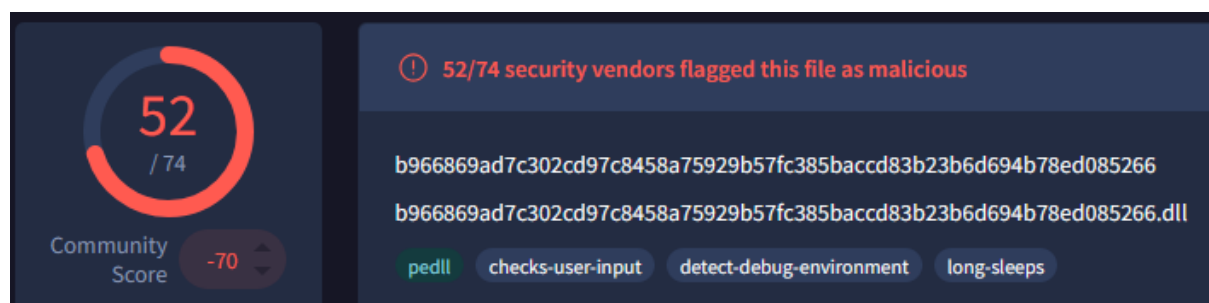 52
/ 74
Community
Score
-70
52/74 security vendors flagged this file as malicious
b966869ad7c302cd97c8458a75929b57fc385baccd83b23b6d694b78ed085266
b966869ad7c302cd97c8458a75929b57fc385baccd83b23b6d694b78ed085266.dll
pedll checks-user-input detect-debug-environment long-sleeps